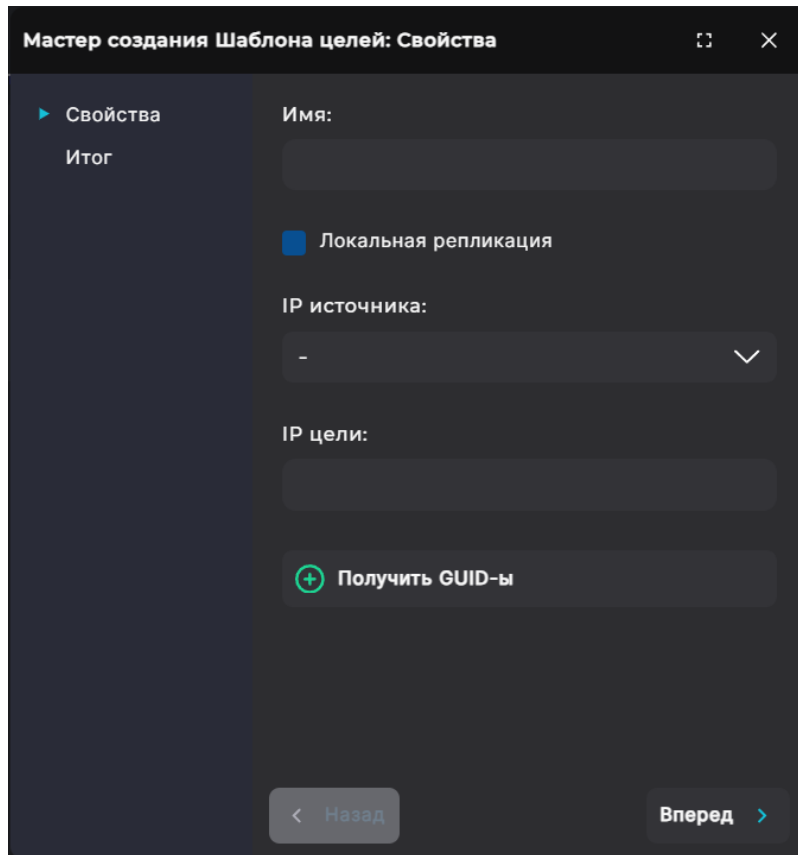 Мастер создания Шаблона целей: Свойства
Свойства
Итог
Имя:
Локальная репликация
IP источника:
-
IP цели:
Получить GUID-ы
Назад
Вперед